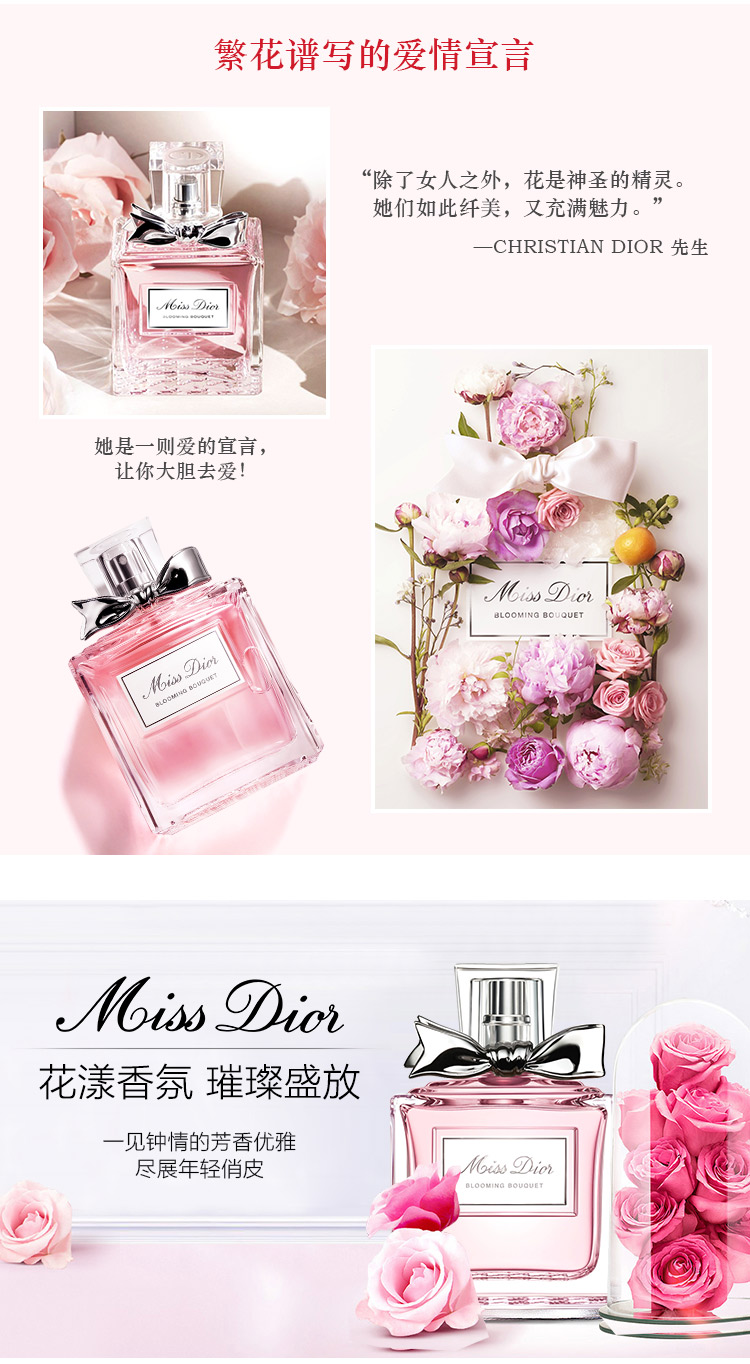 繁花谱写的爱情宣言
“除了女人之外，花是神圣的精灵。
她们如此纤美，又充满魅力。”
—CHRISTIAN DIOR 先生
Miss Dior
BLOOMING BOUQUET
她是一则爱的宣言，
让你大胆去爱！
Miss Dior
BLOOMING BOUQUET
Miss Dior
BLOOMING BOUQUET
Miss Dior
花漾香氛 璀璨盛放
一见钟情的芳香优雅
尽展年轻俏皮
Miss Dior
BLOOMING BOUQUET